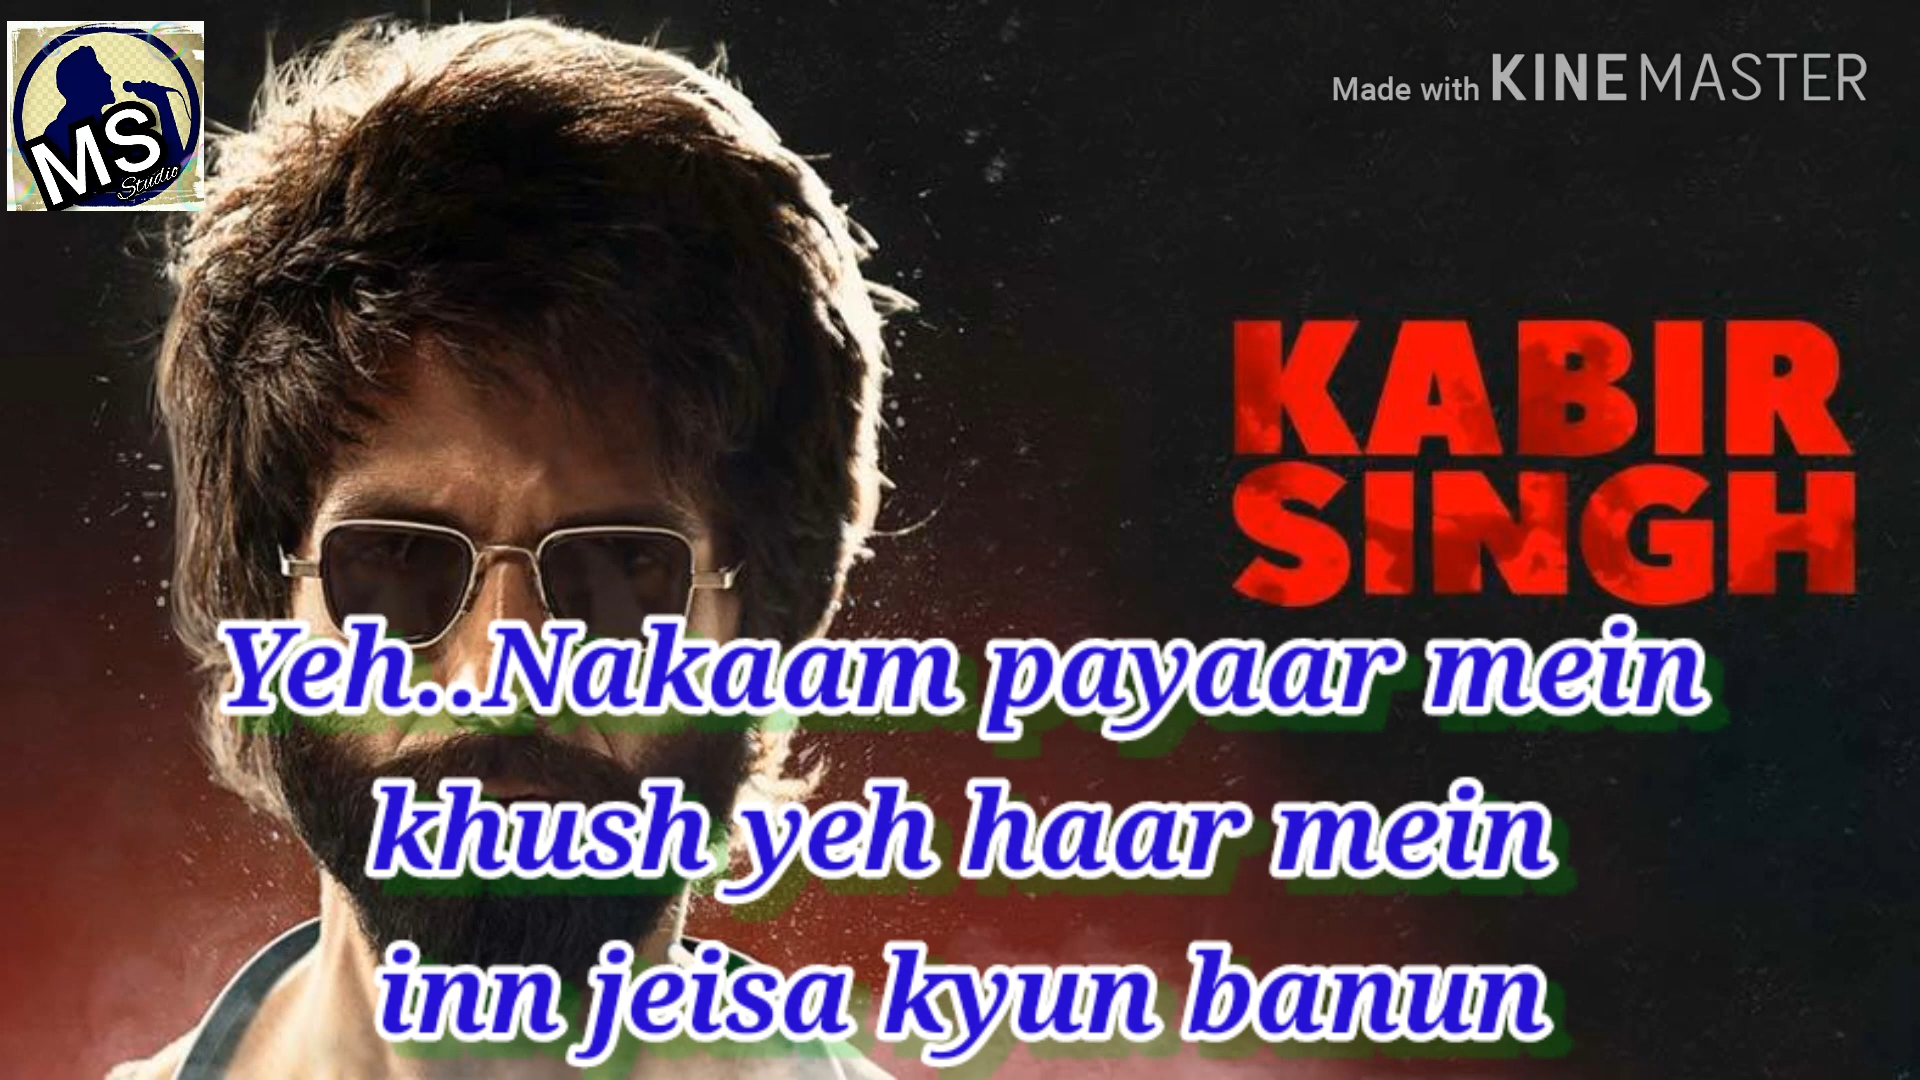 MS
Studio
Made with KINEMASTER
KABIR
SINGH
Yeh..Nakaam payaar mein
khush yeh haar mein
inn jeisa kyun banun